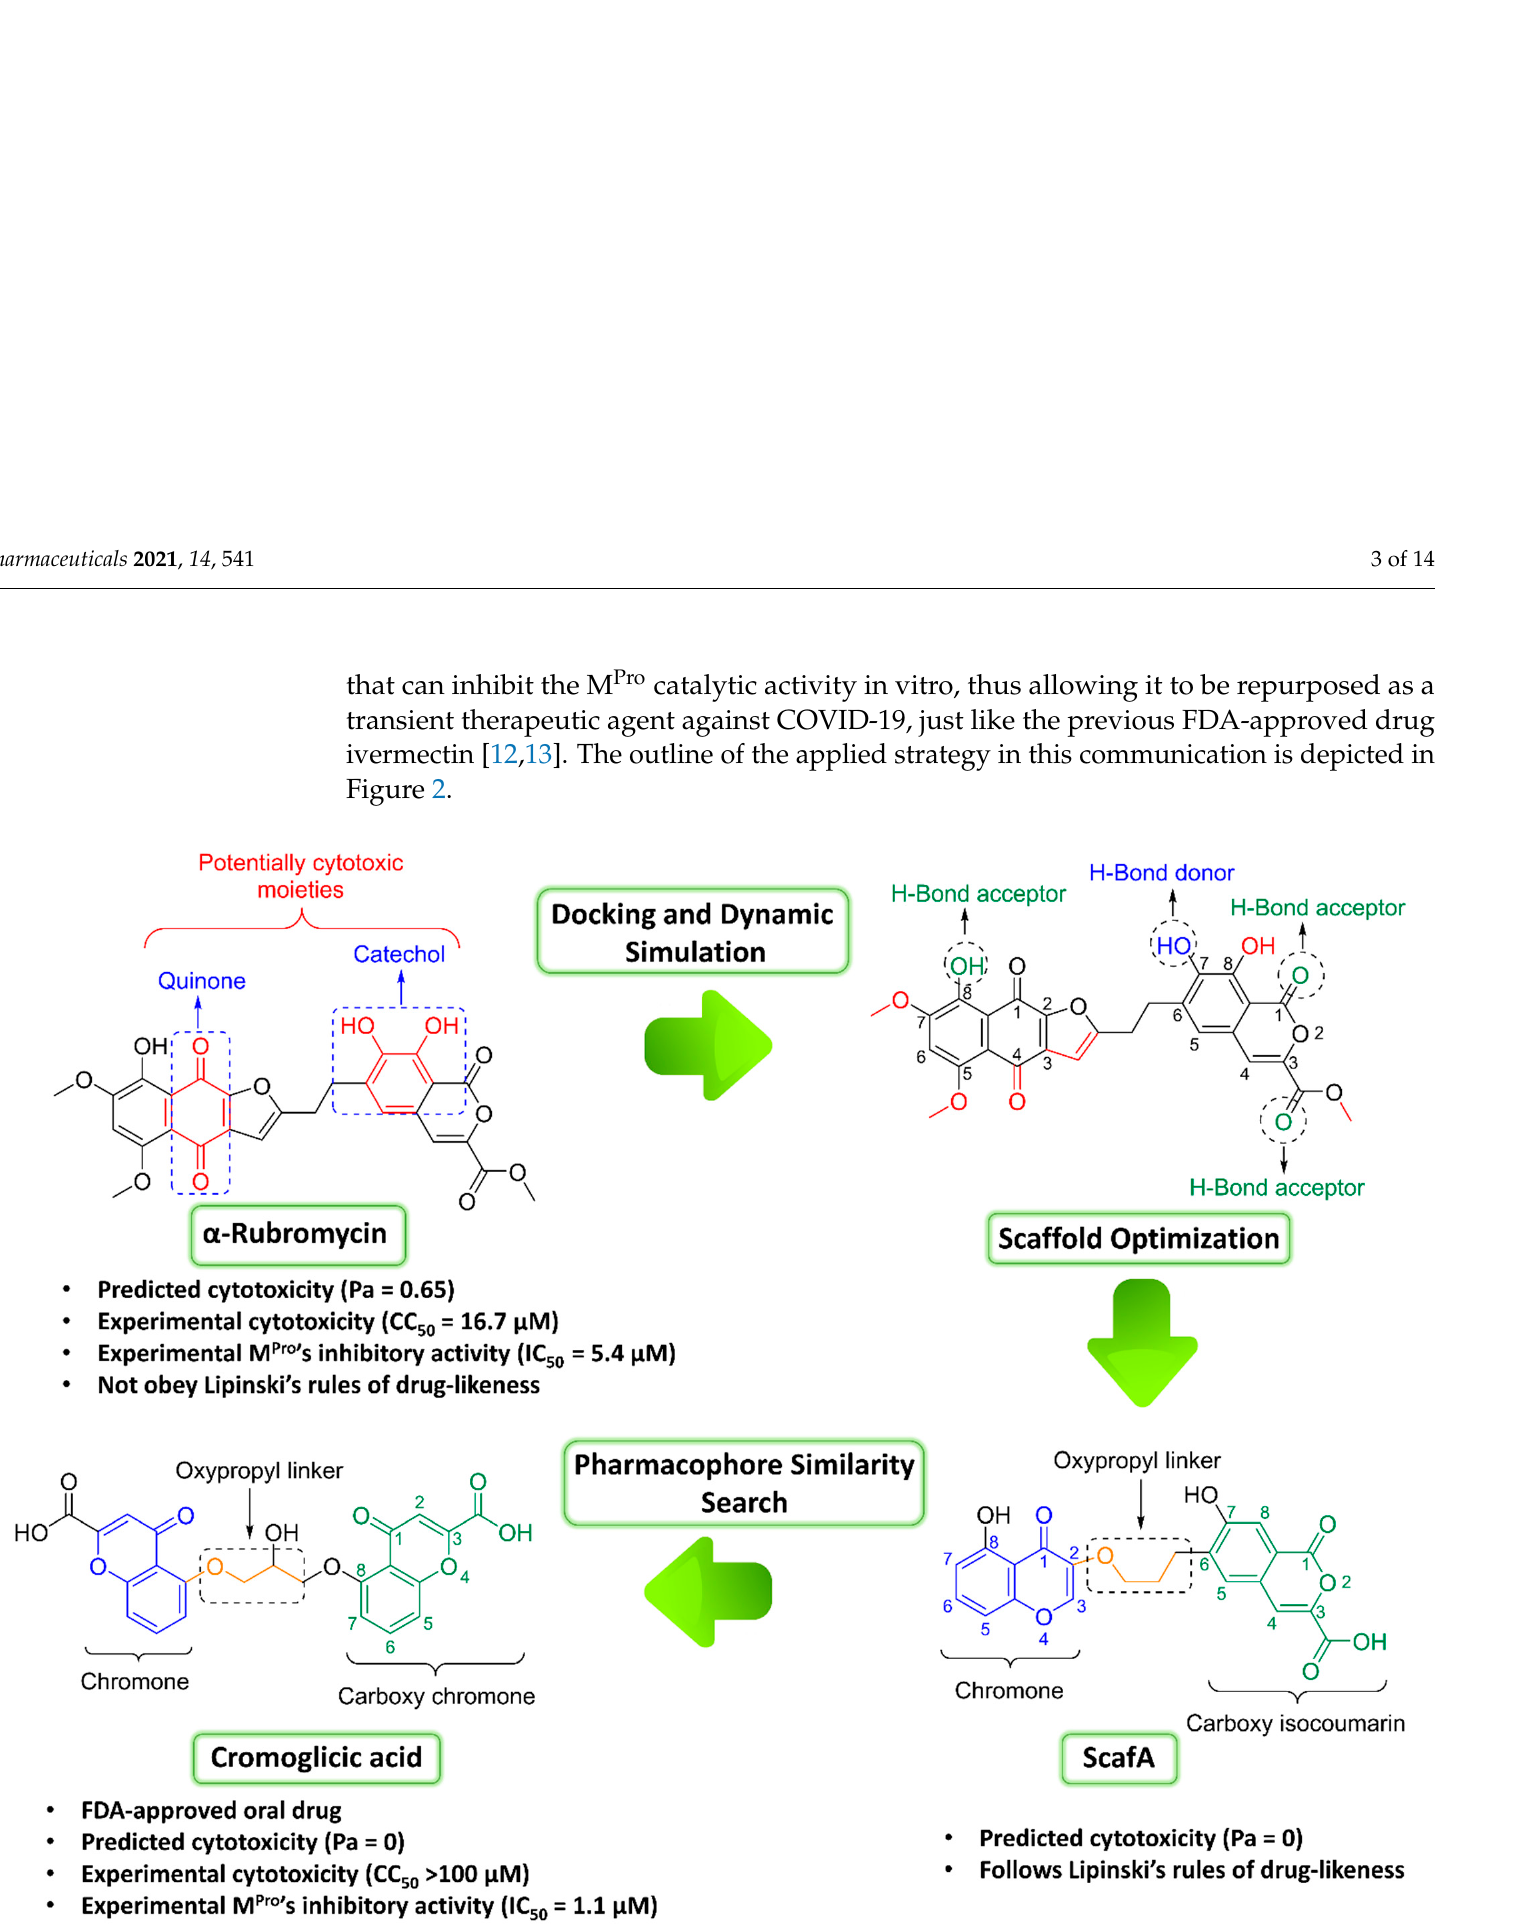 harmaceuticals 2021, 14, 541
3 of 14
that can inhibit the M^Pro catalytic activity in vitro, thus allowing it to be repurposed as a
transient therapeutic agent against COVID-19, just like the previous FDA-approved drug
ivermectin [12,13]. The outline of the applied strategy in this communication is depicted in
Figure 2.
Potentially cytotoxic
moieties
Quinone
Catechol
OH
O
HO
OH
O
O
O
O
O
O
O
O
O
α-Rubromycin
• Predicted cytotoxicity (Pa = 0.65)
• Experimental cytotoxicity (CC50 = 16.7 µM)
• Experimental M^Pro's inhibitory activity (IC50 = 5.4 µM)
• Not obey Lipinski's rules of drug-likeness
Docking and Dynamic
Simulation
H-Bond acceptor
H-Bond donor
H-Bond acceptor
OH
O
HO
OH
O
8
7
8
O
7
1
2
O
6
1
O
2
6
4
3
5
3
5
4
O
O
O
O
H-Bond acceptor
Scaffold Optimization
Oxypropyl linker
HO
OH
O
7
8
O
8
7
1
2
O
6
1
O
2
6
3
5
5
O
4
3
4
OH
O
Chromone
Carboxy isocoumarin
ScafA
• Predicted cytotoxicity (Pa = 0)
• Follows Lipinski's rules of drug-likeness
Pharmacophore Similarity
Search
Oxypropyl linker
O
HO
O
O
O
OH
O
O
1
2
3
O
OH
O
4
8
7
6
5
Chromone
Carboxy chromone
Cromoglicic acid
• FDA-approved oral drug
• Predicted cytotoxicity (Pa = 0)
• Experimental cytotoxicity (CC50 >100 µM)
• Experimental M^Pro's inhibitory activity (IC50 = 1.1 µM)